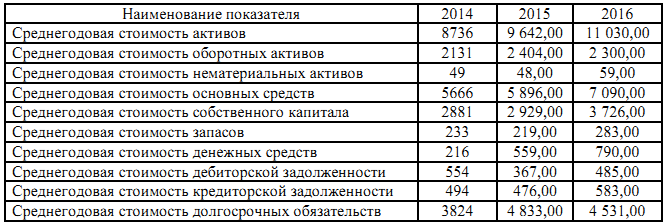 Наименование показателя 2014 2015 2016
Среднегодовая стоимость активов 8736 9 642,00 11 030,00
Среднегодовая стоимость оборотных активов 2131 2 404,00 2 300,00
Среднегодовая стоимость нематериальных активов 49 48,00 59,00
Среднегодовая стоимость основных средств 5666 5 896,00 7 090,00
Среднегодовая стоимость собственного капитала 2881 2 929,00 3 726,00
Среднегодовая стоимость запасов 233 219,00 283,00
Среднегодовая стоимость денежных средств 216 559,00 790,00
Среднегодовая стоимость дебиторской задолженности 554 367,00 485,00
Среднегодовая стоимость кредиторской задолженности 494 476,00 583,00
Среднегодовая стоимость долгосрочных обязательств 3824 4 833,00 4 531,00